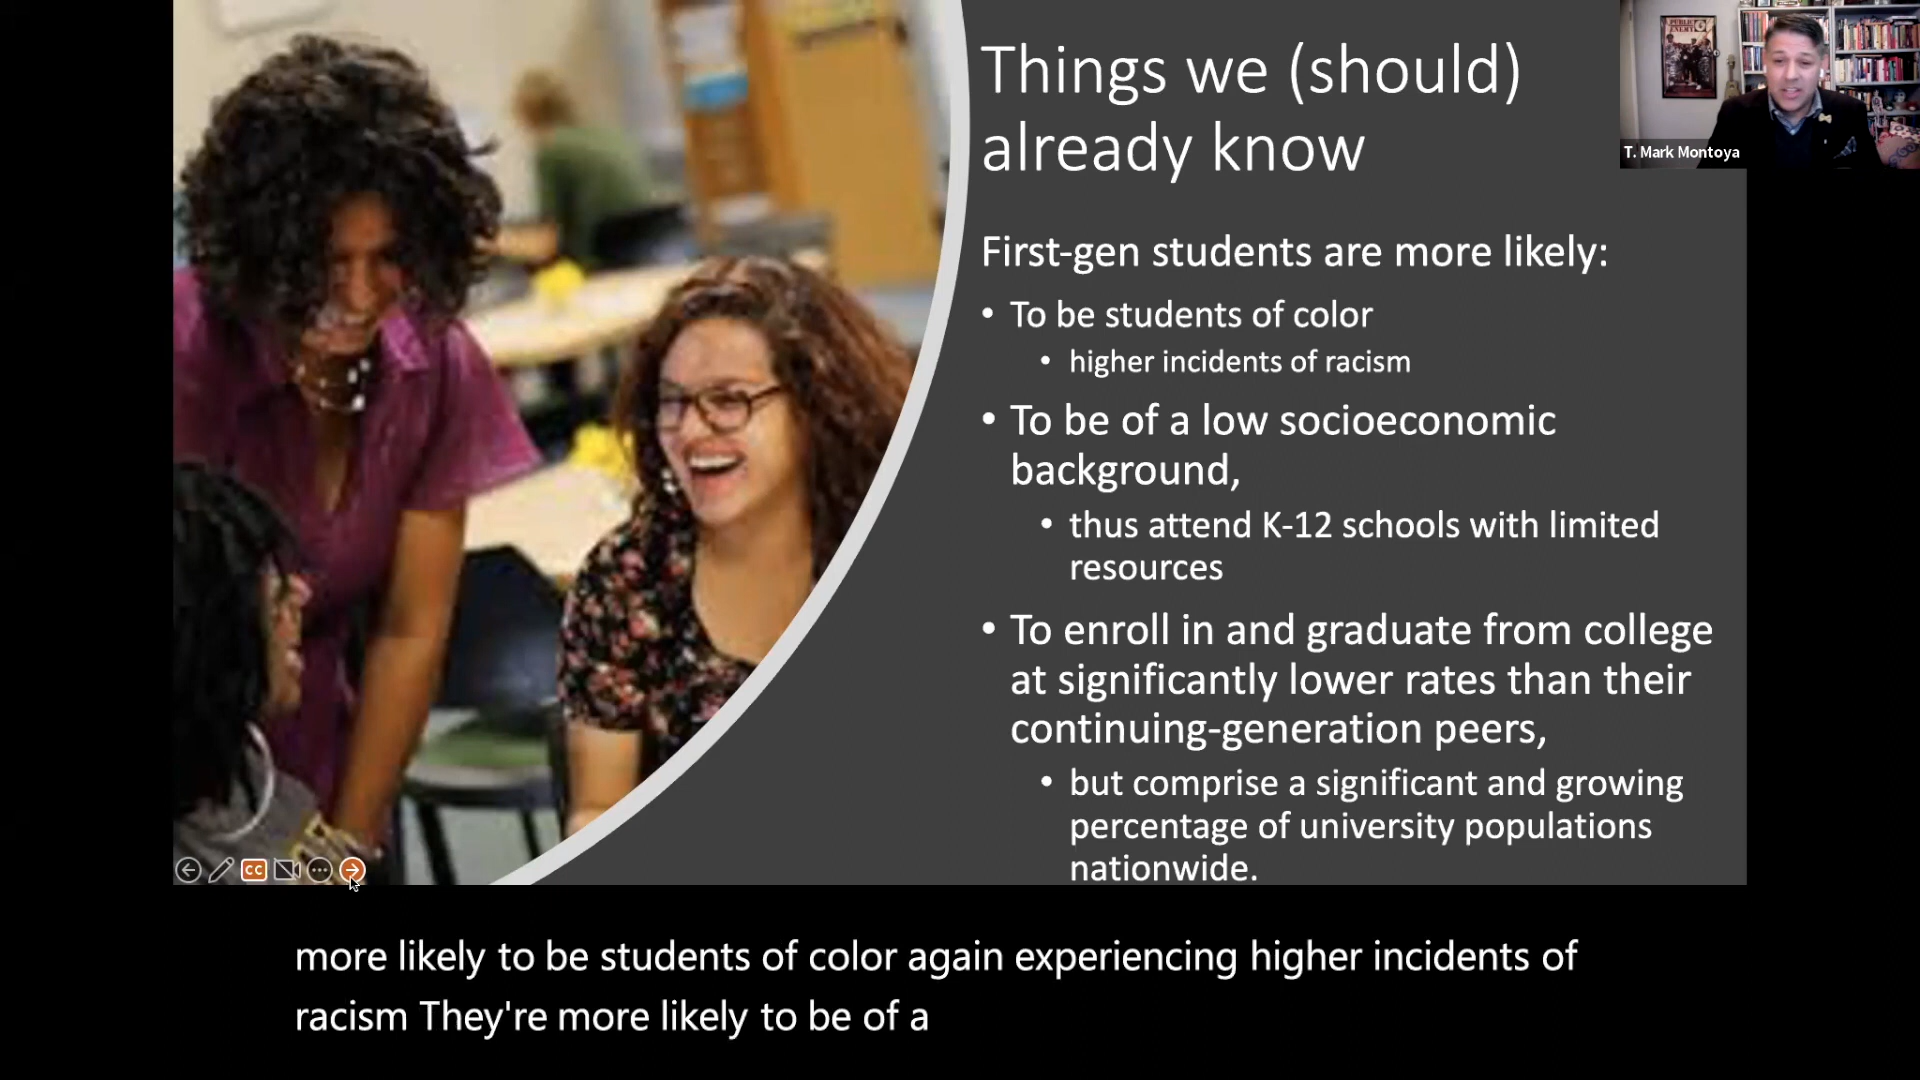 Things we (should)
already know
First-gen students are more likely:
• To be students of color
• higher incidents of racism
• To be of a low socioeconomic
background,
• thus attend K-12 schools with limited
resources
• To enroll in and graduate from college
at significantly lower rates than their
continuing-generation peers,
• but comprise a significant and growing
percentage of university populations
nationwide.
PUBLIC
ENEMY
T. Mark Montoya
CC
more likely to be students of color again experiencing higher incidents of
racism They're more likely to be of a